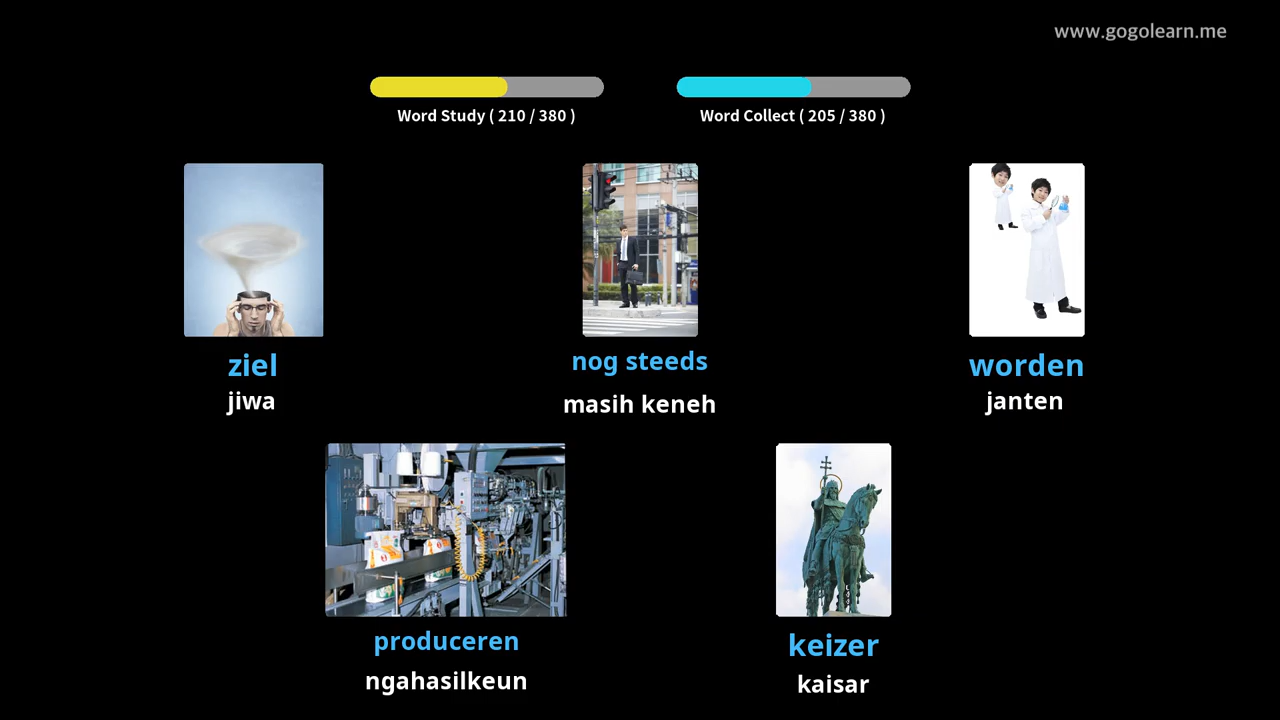 www.gogolearn.me
Word Study ( 210 / 380 )
Word Collect ( 205 / 380 )
ziel
jiwa
nog steeds
masih keneh
worden
janten
produceren
ngahasilkeun
keizer
kaisar